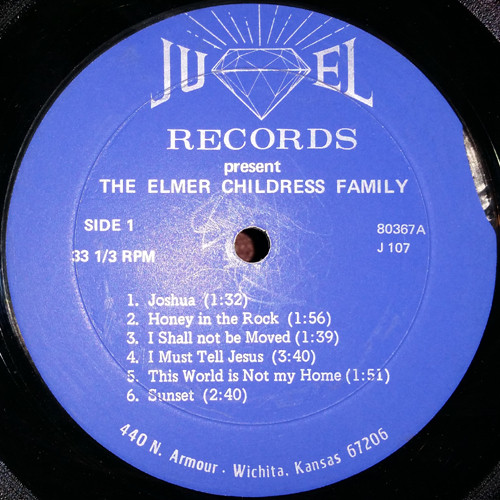 JU EL
RECORDS
present
THE ELMER CHILDRESS FAMILY
SIDE 1
80367A
33 1/3 RPM
J 107
1. Joshua (1:32)
2. Honey in the Rock (1:56)
3. I Shall not be Moved (1:39)
4. I Must Tell Jesus (3:40)
5. This World is Not my Home (1:51)
6. Sunset (2:40)
440 N. Armour · Wichita, Kansas 67206